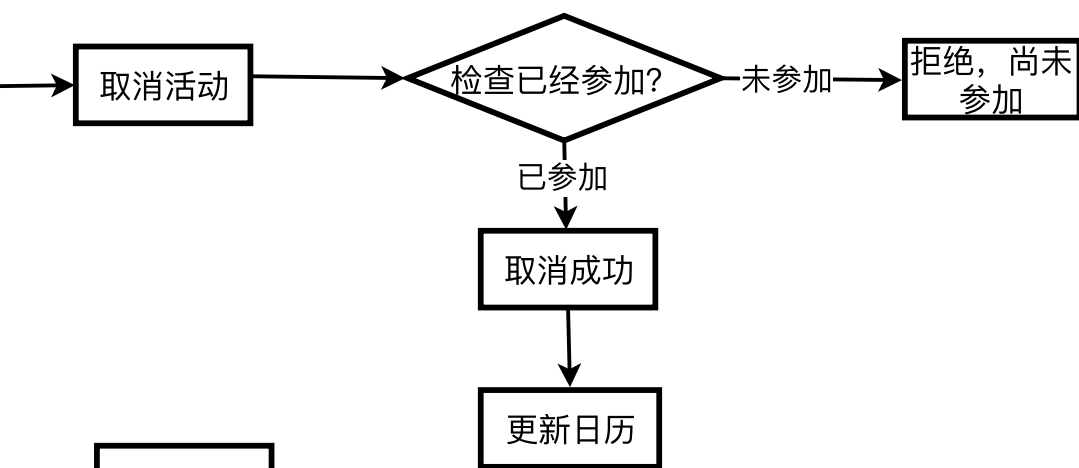 取消活动
检查已经参加?
未参加
拒绝，尚未
参加
已参加
取消成功
更新日历